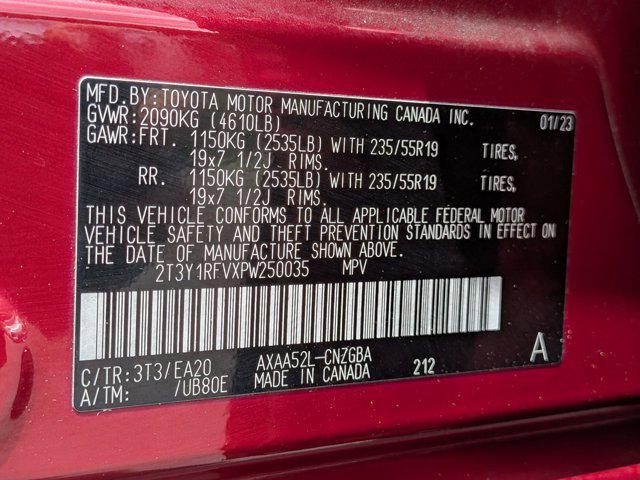 MFD.BY:TOYOTA MOTOR MANUFACTURING CANADA INC.
GVWR:2090KG (4610LB) 01/23
GAWR:FRT. 1150KG (2535LB) WITH 235/55R19 TIRES,
19x7 1/2J RIMS.
RR. 1150KG (2535LB) WITH 235/55R19 TIRES,
19x7 1/2J RIMS.
THIS VEHICLE CONFORMS TO ALL APPLICABLE FEDERAL MOTOR
VEHICLE SAFETY AND THEFT PREVENTION STANDARDS IN EFFECT ON
THE DATE OF MANUFACTURE SHOWN ABOVE.
2T3Y1RFVXPW250035 MPV
C/TR:3T3/EA20 AXAA52L-CNZGBA A
A/TM: /UB80E MADE IN CANADA 212